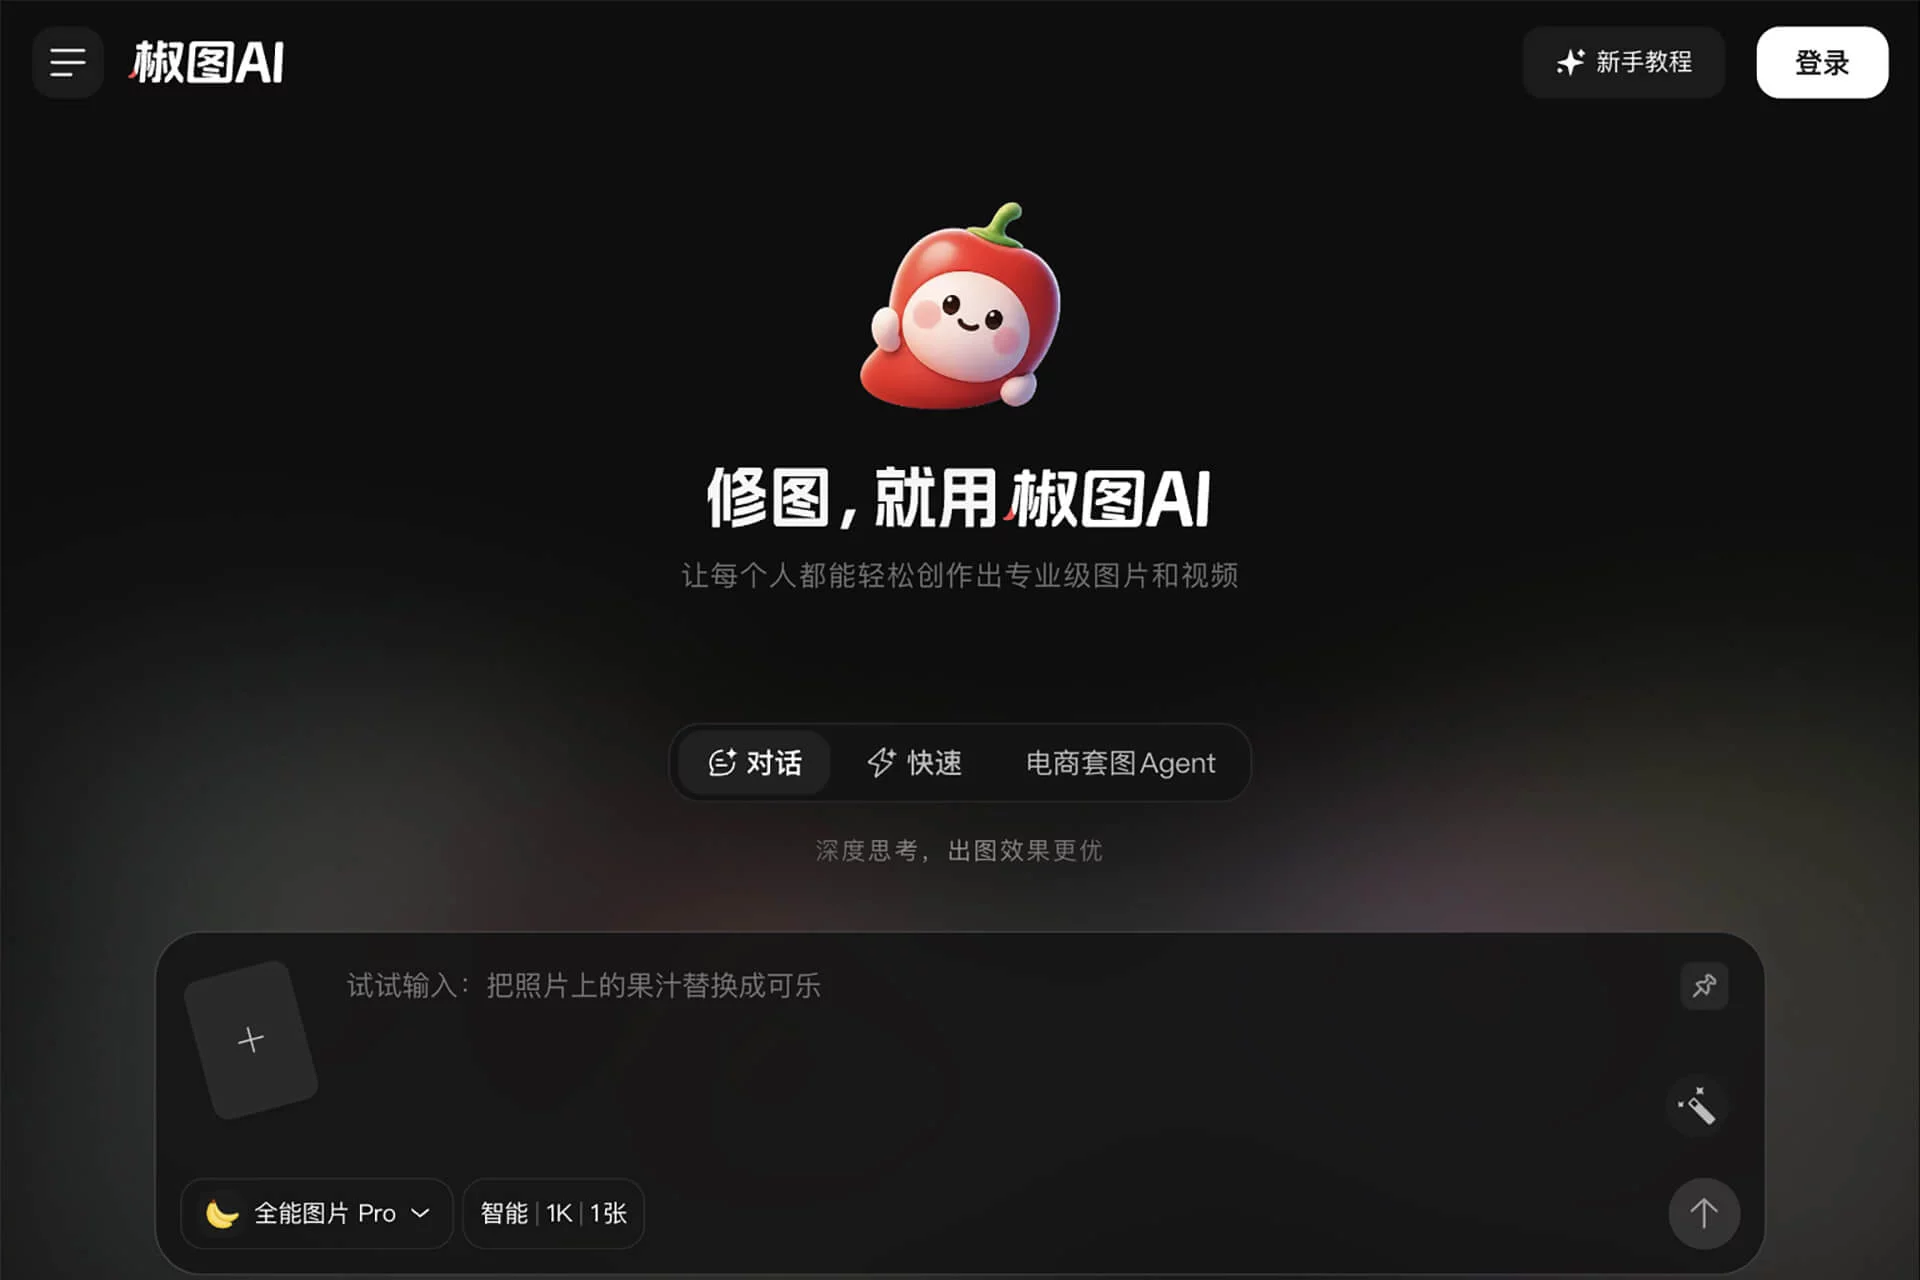 椒图AI
新手教程
登录
修图，就用椒图AI
让每个人都能轻松创作出专业级图片和视频
对话
快速
电商套图Agent
深度思考，出图效果更优
试试输入：把照片上的果汁替换成可乐
全能图片 Pro
智能|1K|1张